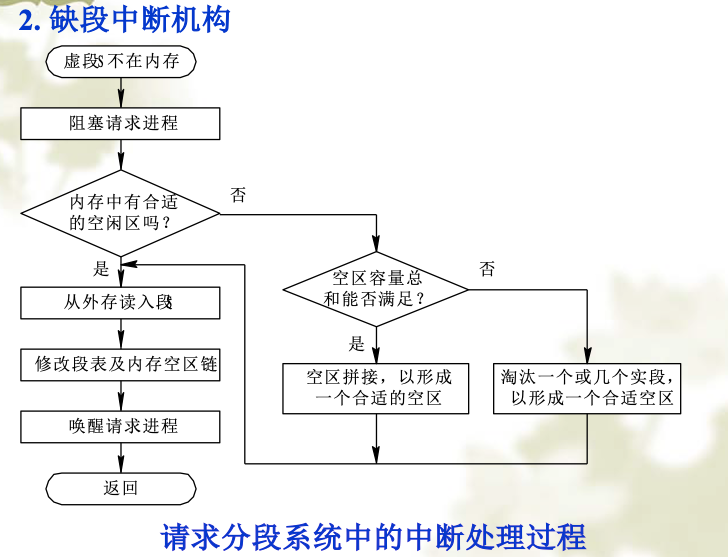 2. 缺段中断机构
虚段S不在内存
阻塞请求进程
内存中有合适
的空闲区吗？
否
是
从外存读入段S
修改段表及内存空区链
唤醒请求进程
返回
空区容量总
和能否满足？
否
是
空区拼接，以形成
一个合适的空区
淘汰一个或几个实段，
以形成一个合适空区
请求分段系统中的中断处理过程